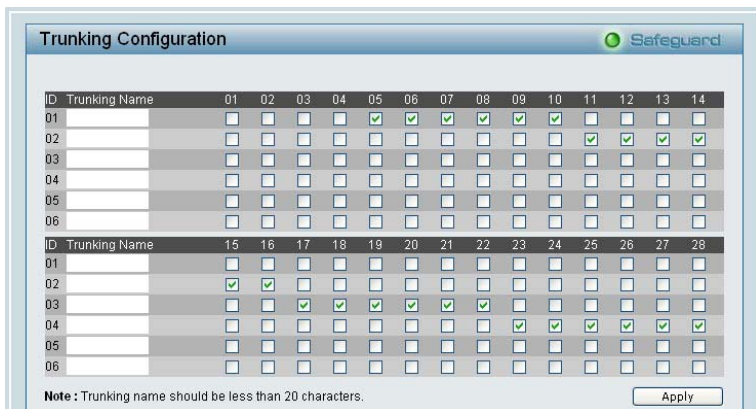 Trunking Configuration
Safeguard
ID Trunking Name 01 02 03 04 05 06 07 08 09 10 11 12 13 14
01
02
03
04
05
06
ID Trunking Name 15 16 17 18 19 20 21 22 23 24 25 26 27 28
01
02
03
04
05
06
Note : Trunking name should be less than 20 characters.
Apply